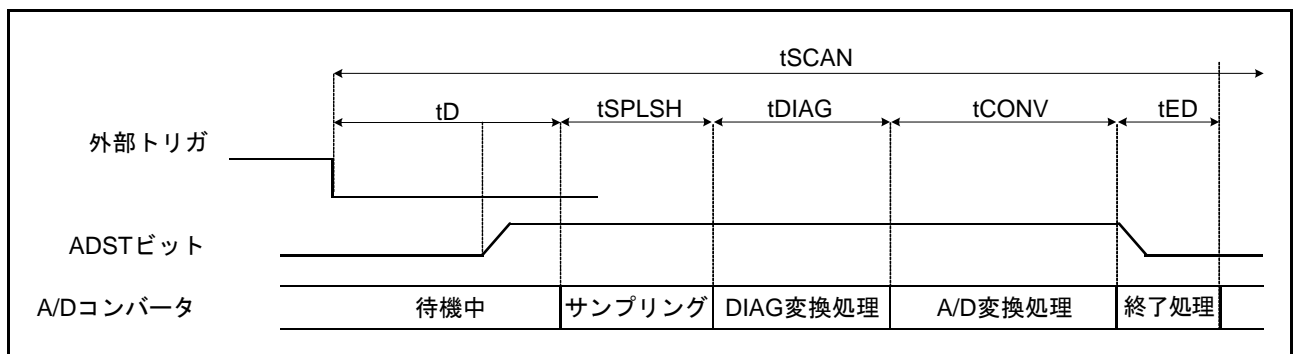 tSCAN
tD tSPLSH tDIAG tCONV tED
外部トリガ
ADSTビット
A/Dコンバータ 待機中 サンプリング DIAG変換処理 A/D変換処理 終了処理